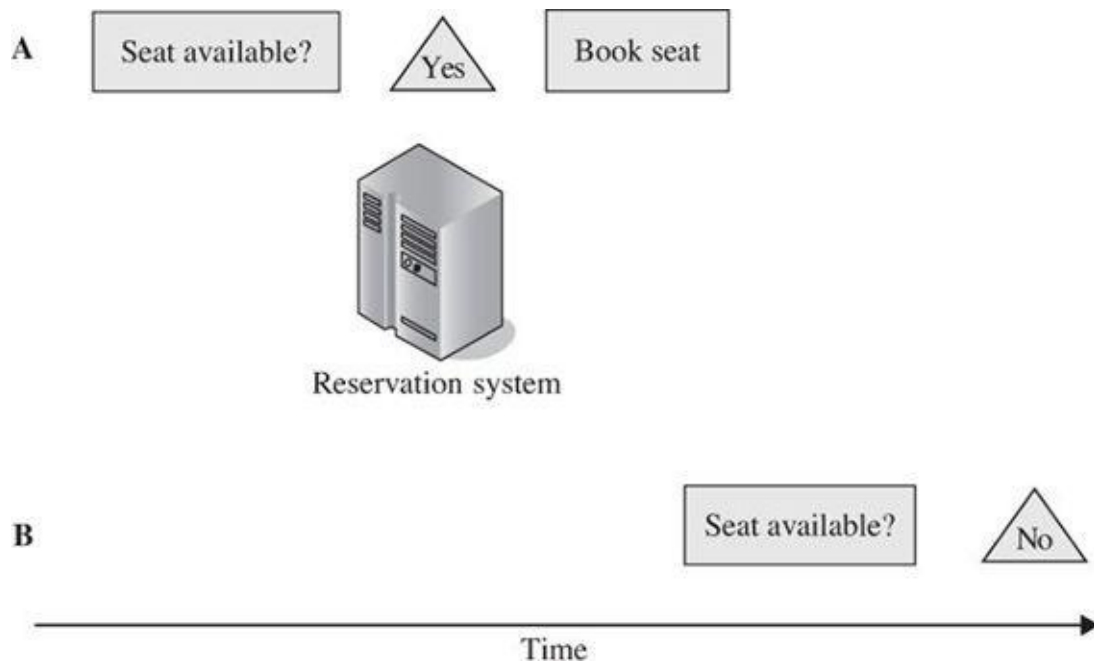 A
Seat available?
Yes
Book seat
Reservation system
B
Seat available?
No
Time